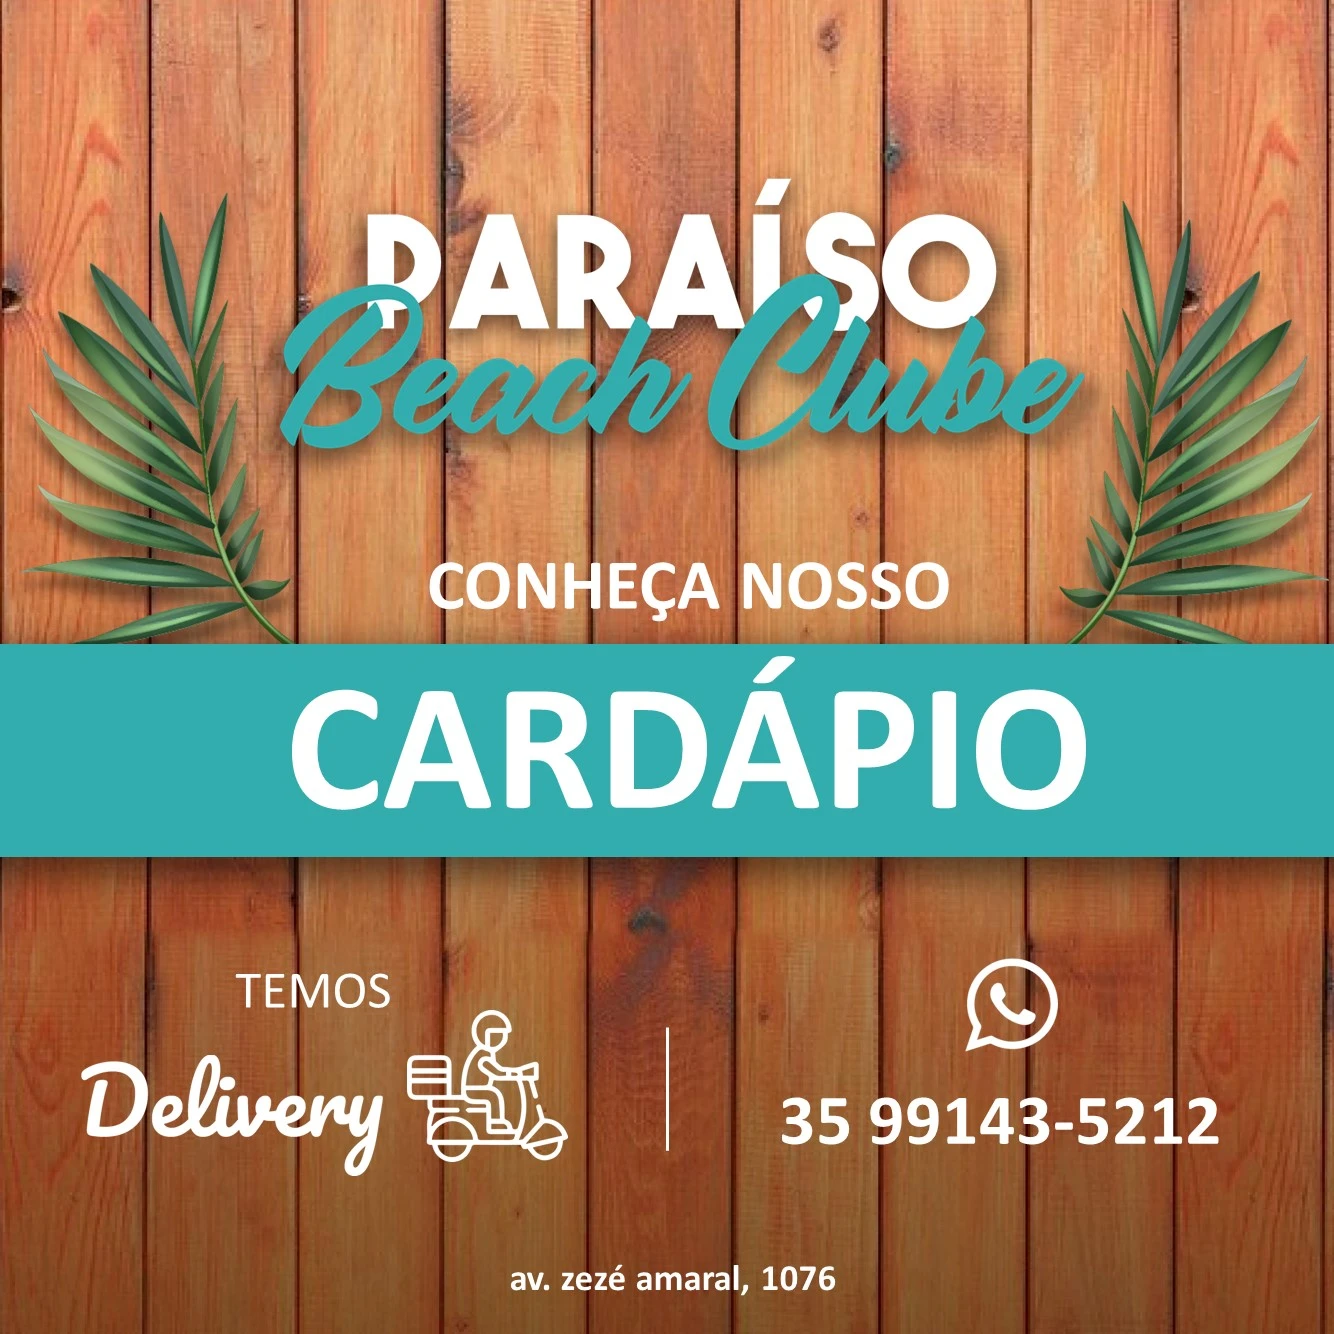 PARAÍSO
Beach Clube
CONHEÇA NOSSO
CARDÁPIO
TEMOS
Delivery
35 99143-5212
av. zezé amaral, 1076